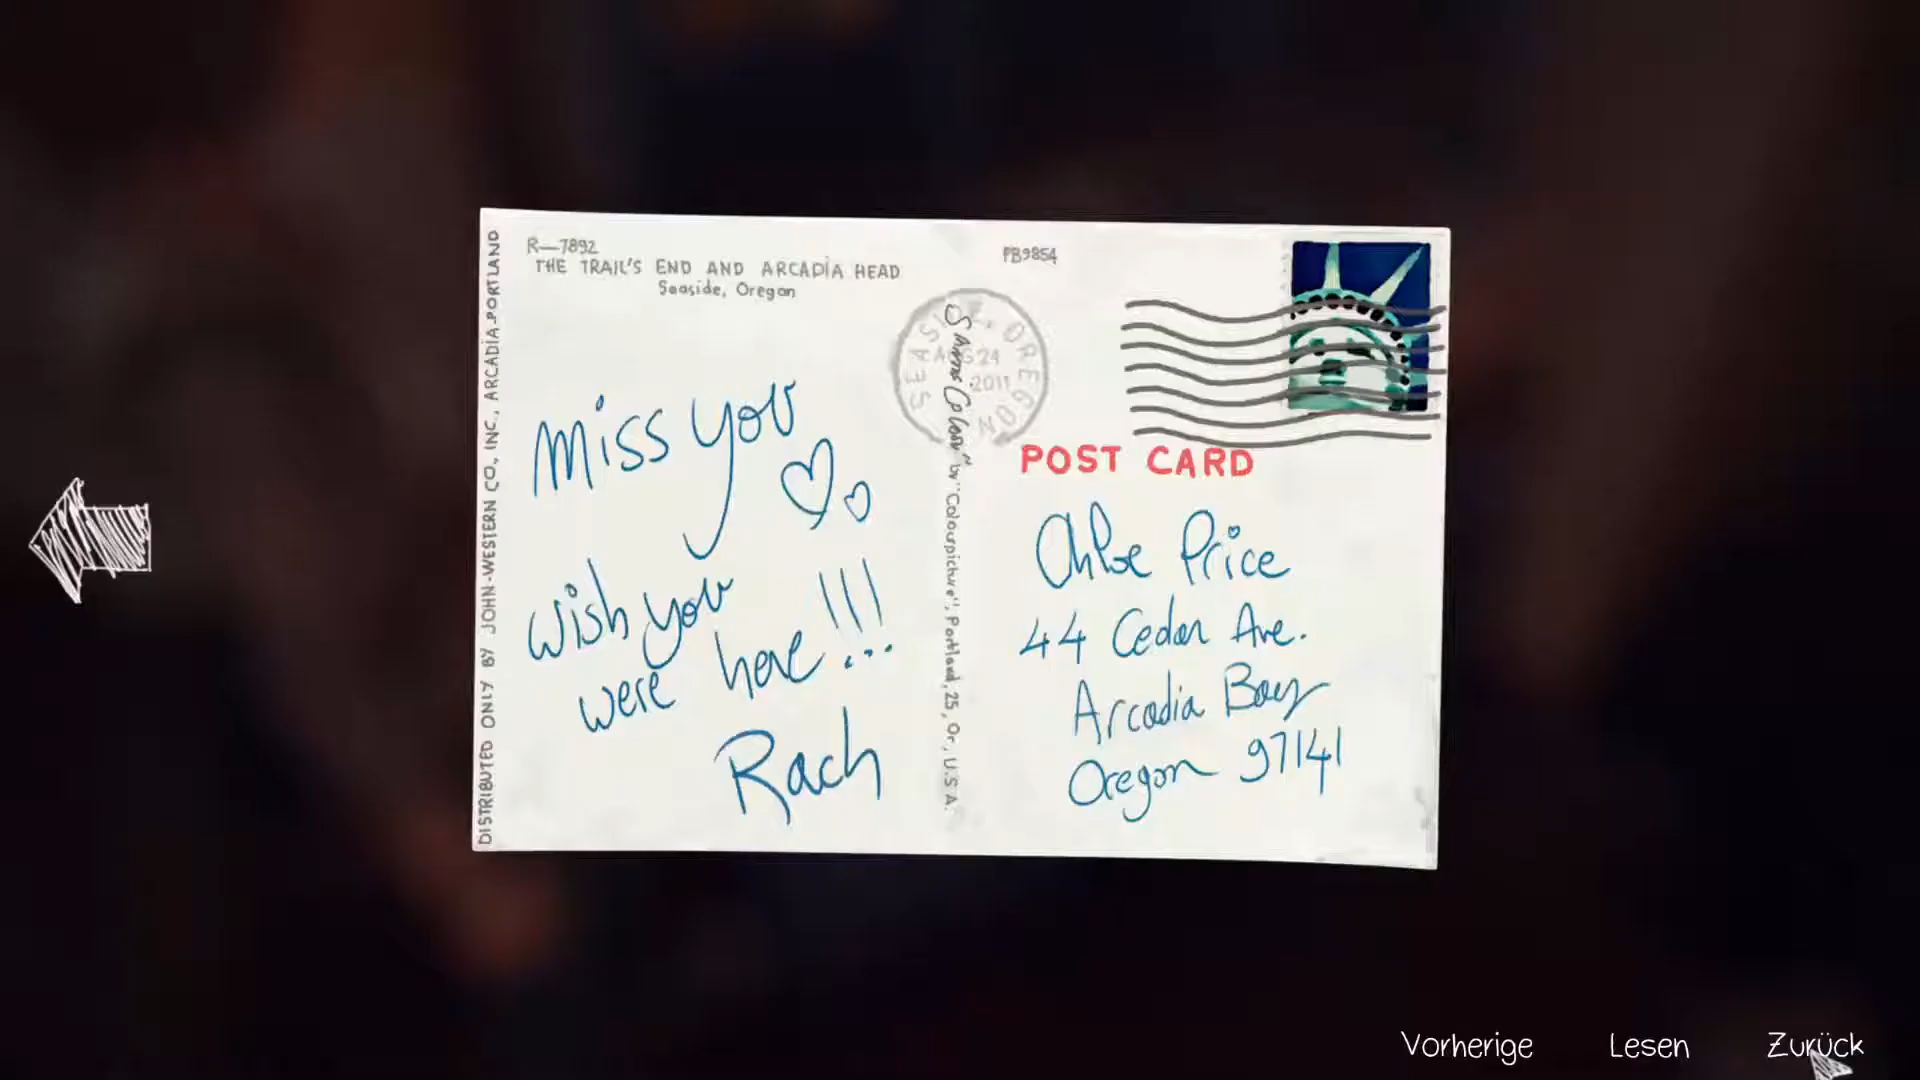 R—7892
THE TRAIL'S END AND ARCADIA HEAD
Seaside, Oregon
PB9854
DISTRIBUTED ONLY BY JOHN-WESTERN CO., INC., ARCADIA-PORTLAND
miss you
wish you
were here!!!
Rach
SEASIDE, OREGON
AUG 24
2011
by "Colourpicture", Portland, 25, Or., U.S.A.
POST CARD
Chloe Price
44 Cedar Ave.
Arcadia Bay
Oregon 97141
Vorherige
Lesen
Zurück